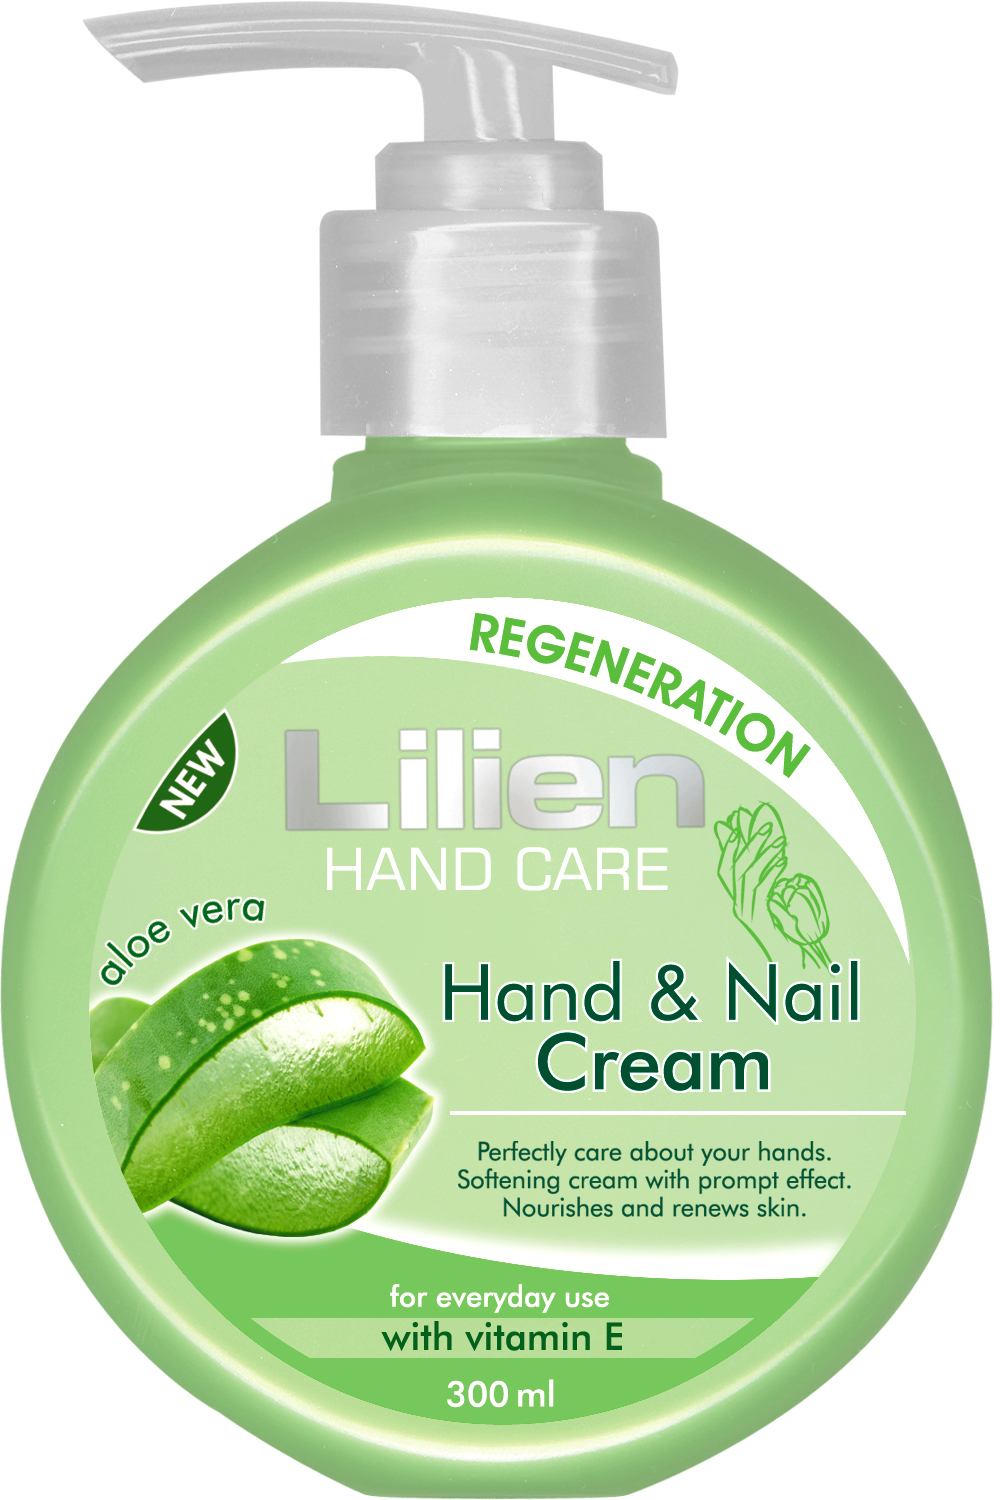 REGENERATION
NEW
Lilien
HAND CARE
aloe vera
Hand & Nail
Cream
Perfectly care about your hands.
Softening cream with prompt effect.
Nourishes and renews skin.
for everyday use
with vitamin E
300 ml